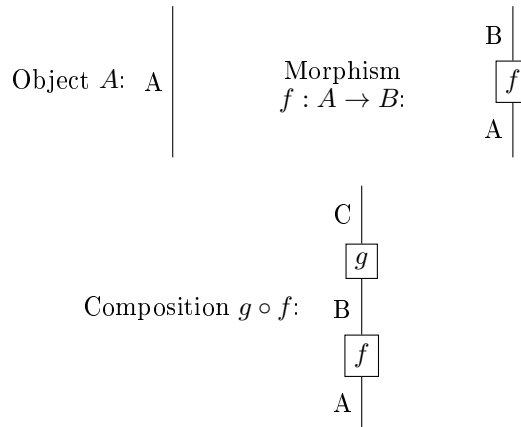 Object A: A
Morphism
f : A → B:
B
f
A
C
g
Composition g ∘ f: B
f
A